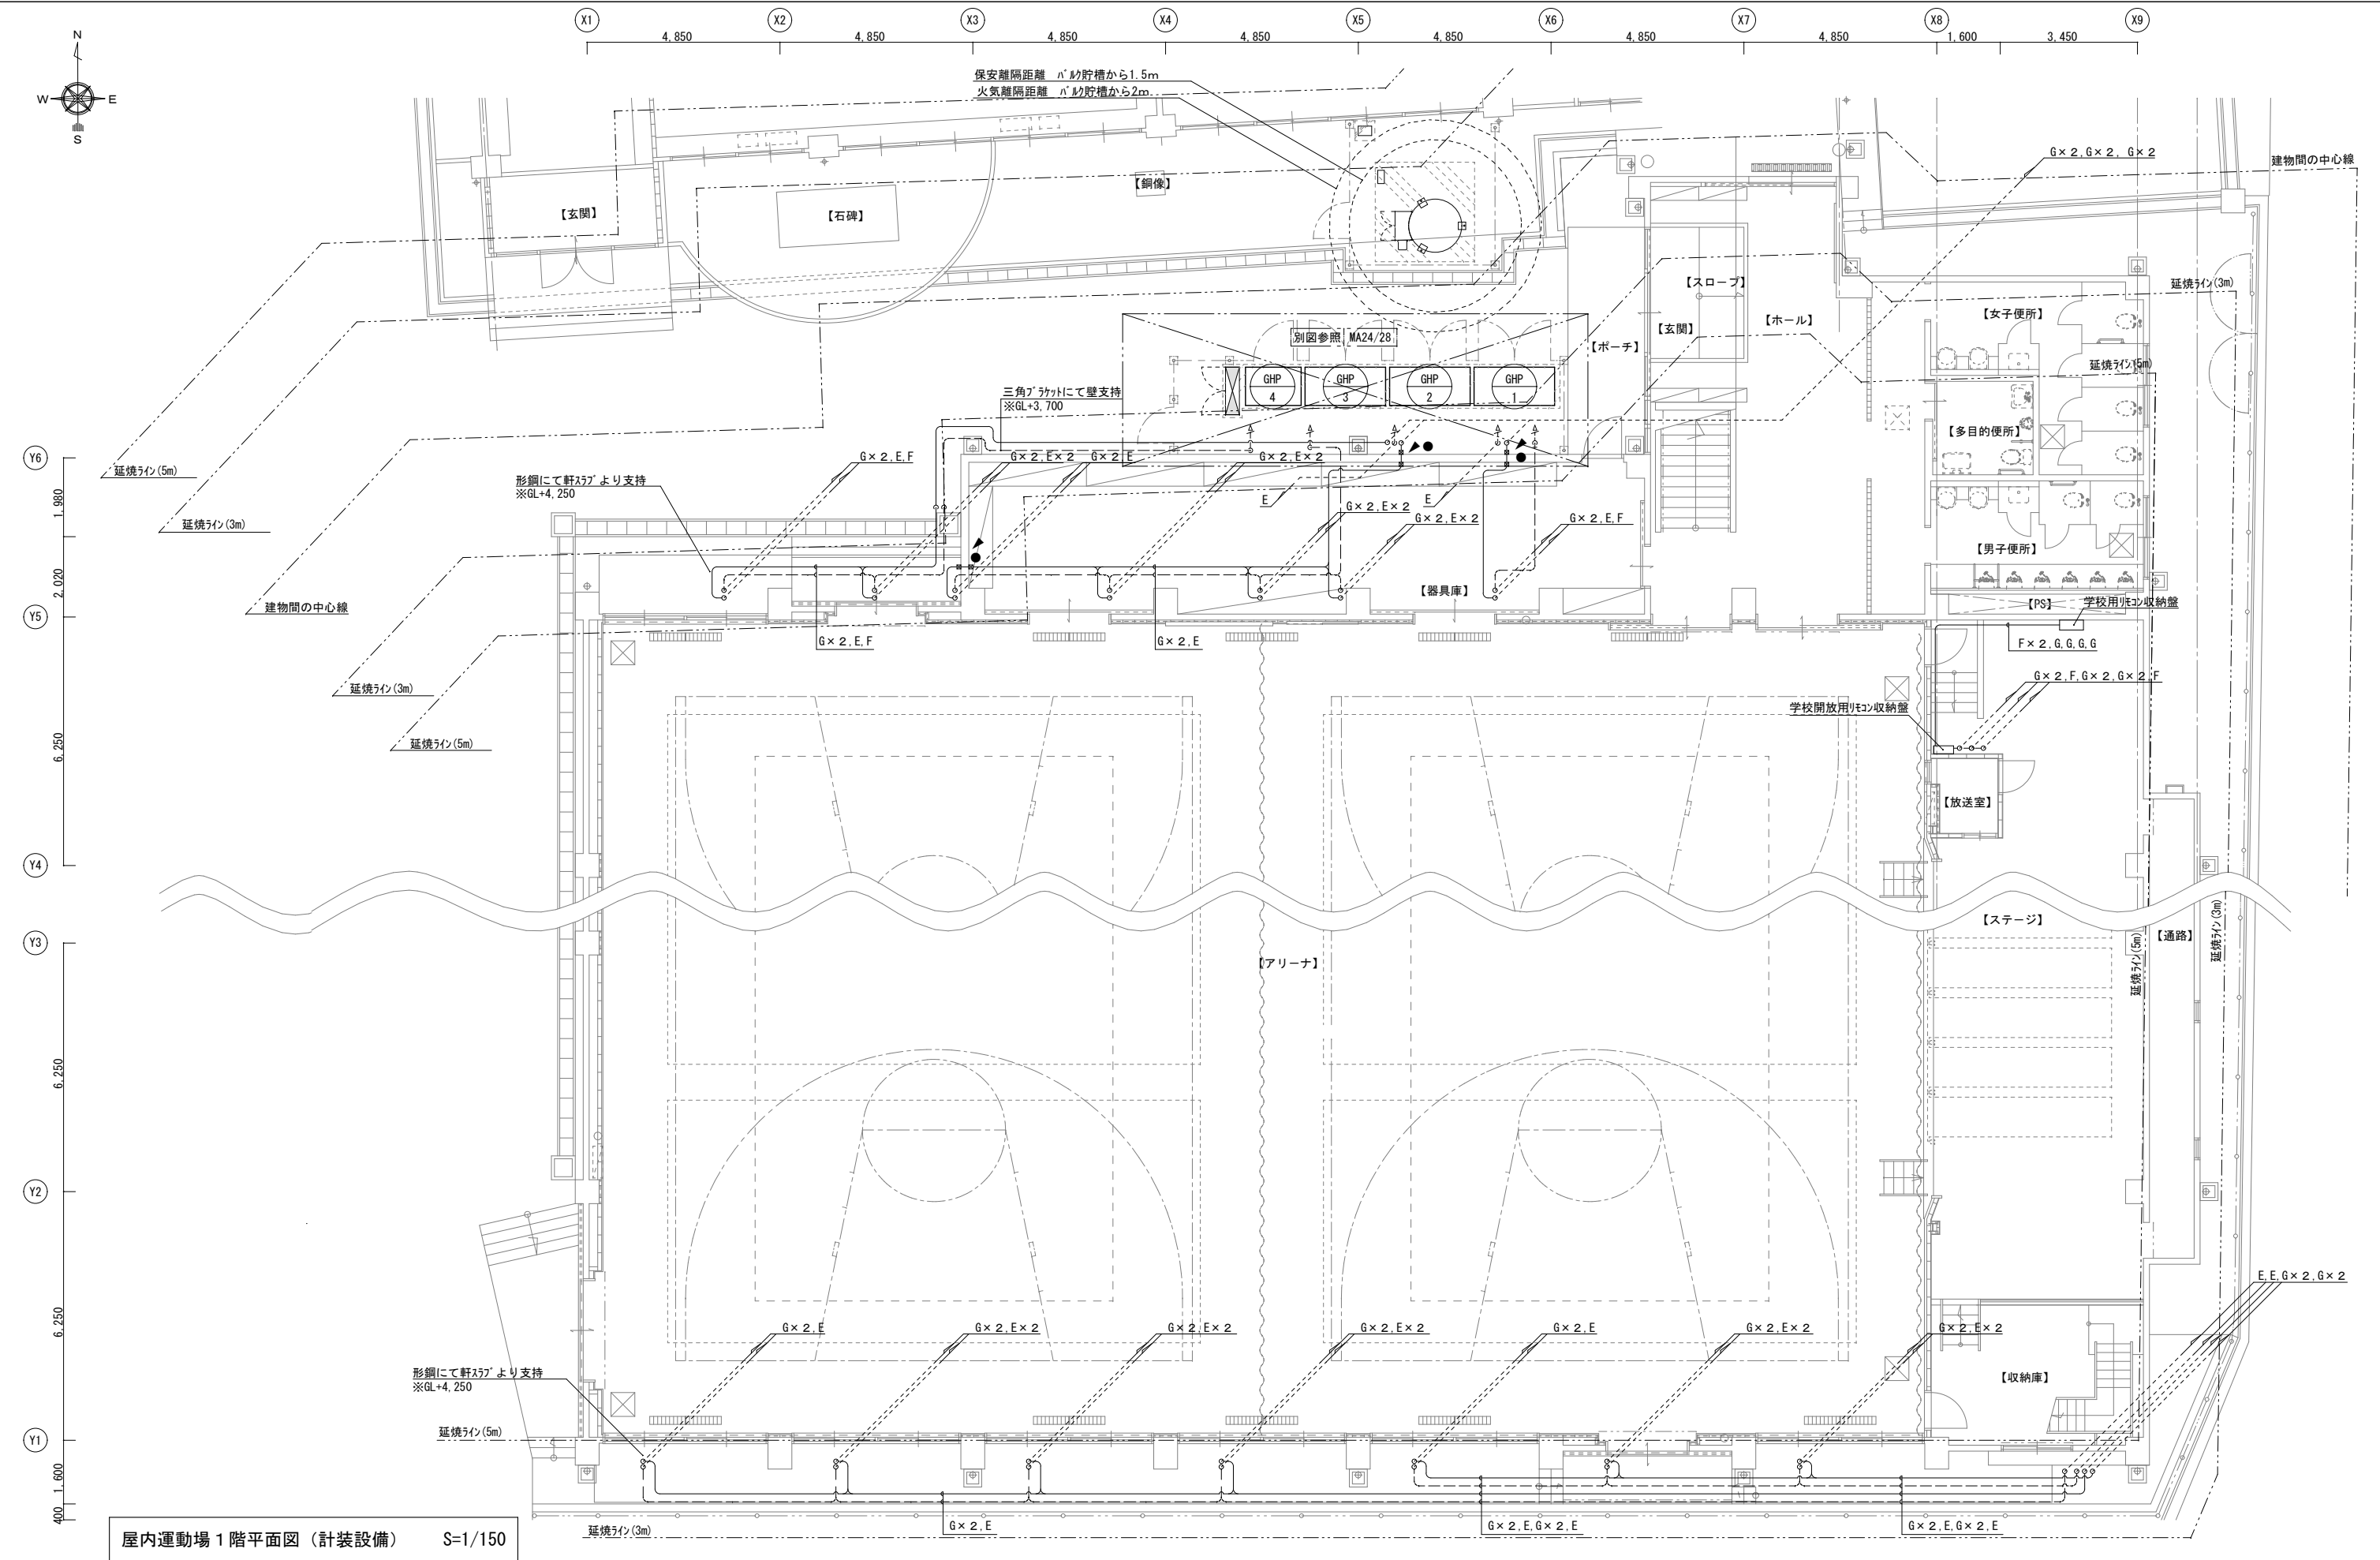 X1 X2 X3 X4 X5 X6 X7 X8 X9
4,850 4,850 4,850 4,850 4,850 4,850 4,850 1,600 3,450
N
W E
S
保安離隔距離 バルク貯槽から1.5m
火気離隔距離 バルク貯槽から2m
G×2,G×2, G×2
建物間の中心線
【銅像】
【玄関】
【石碑】
【スロープ】
延焼ライン(3m)
【玄関】
【ホール】
【女子便所】
別図参照 MA24/28
【ポーチ】
延焼ライン(5m)
GHP
4
GHP
3
GHP
2
GHP
1
三角ブラケットにて壁支持
※GL+3,700
【多目的便所】
Y6
延焼ライン(5m)
G×2,E,F
G×2,E×2
G×2,E
G×2,E×2
形鋼にて軒スラブより支持
※GL+4,250
E
E
G×2,E×2
G×2,E×2
G×2,E,F
1,980
延焼ライン(3m)
【男子便所】
2,020
【器具庫】
建物間の中心線
【PS】
学校用リモコン収納盤
Y5
G×2,E,F
G×2,E
F×2,G,G,G,G
延焼ライン(3m)
G×2,F,G×2,G×2,F
学校開放用リモコン収納盤
延焼ライン(5m)
6,250
【放送室】
Y4
【ステージ】
【通路】
延焼ライン(5m)
延焼ライン(3m)
Y3
【アリーナ】
6,250
Y2
E,E,G×2,G×2
6,250
G×2,E
G×2,E×2
G×2,E×2
G×2,E×2
G×2,E
G×2,E×2
G×2,E×2
形鋼にて軒スラブより支持
※GL+4,250
【収納庫】
延焼ライン(5m)
Y1
1,600
400
延焼ライン(3m)
G×2,E
G×2,E,G×2,E
G×2,E,G×2,E
屋内運動場1階平面図（計装設備） S=1/150